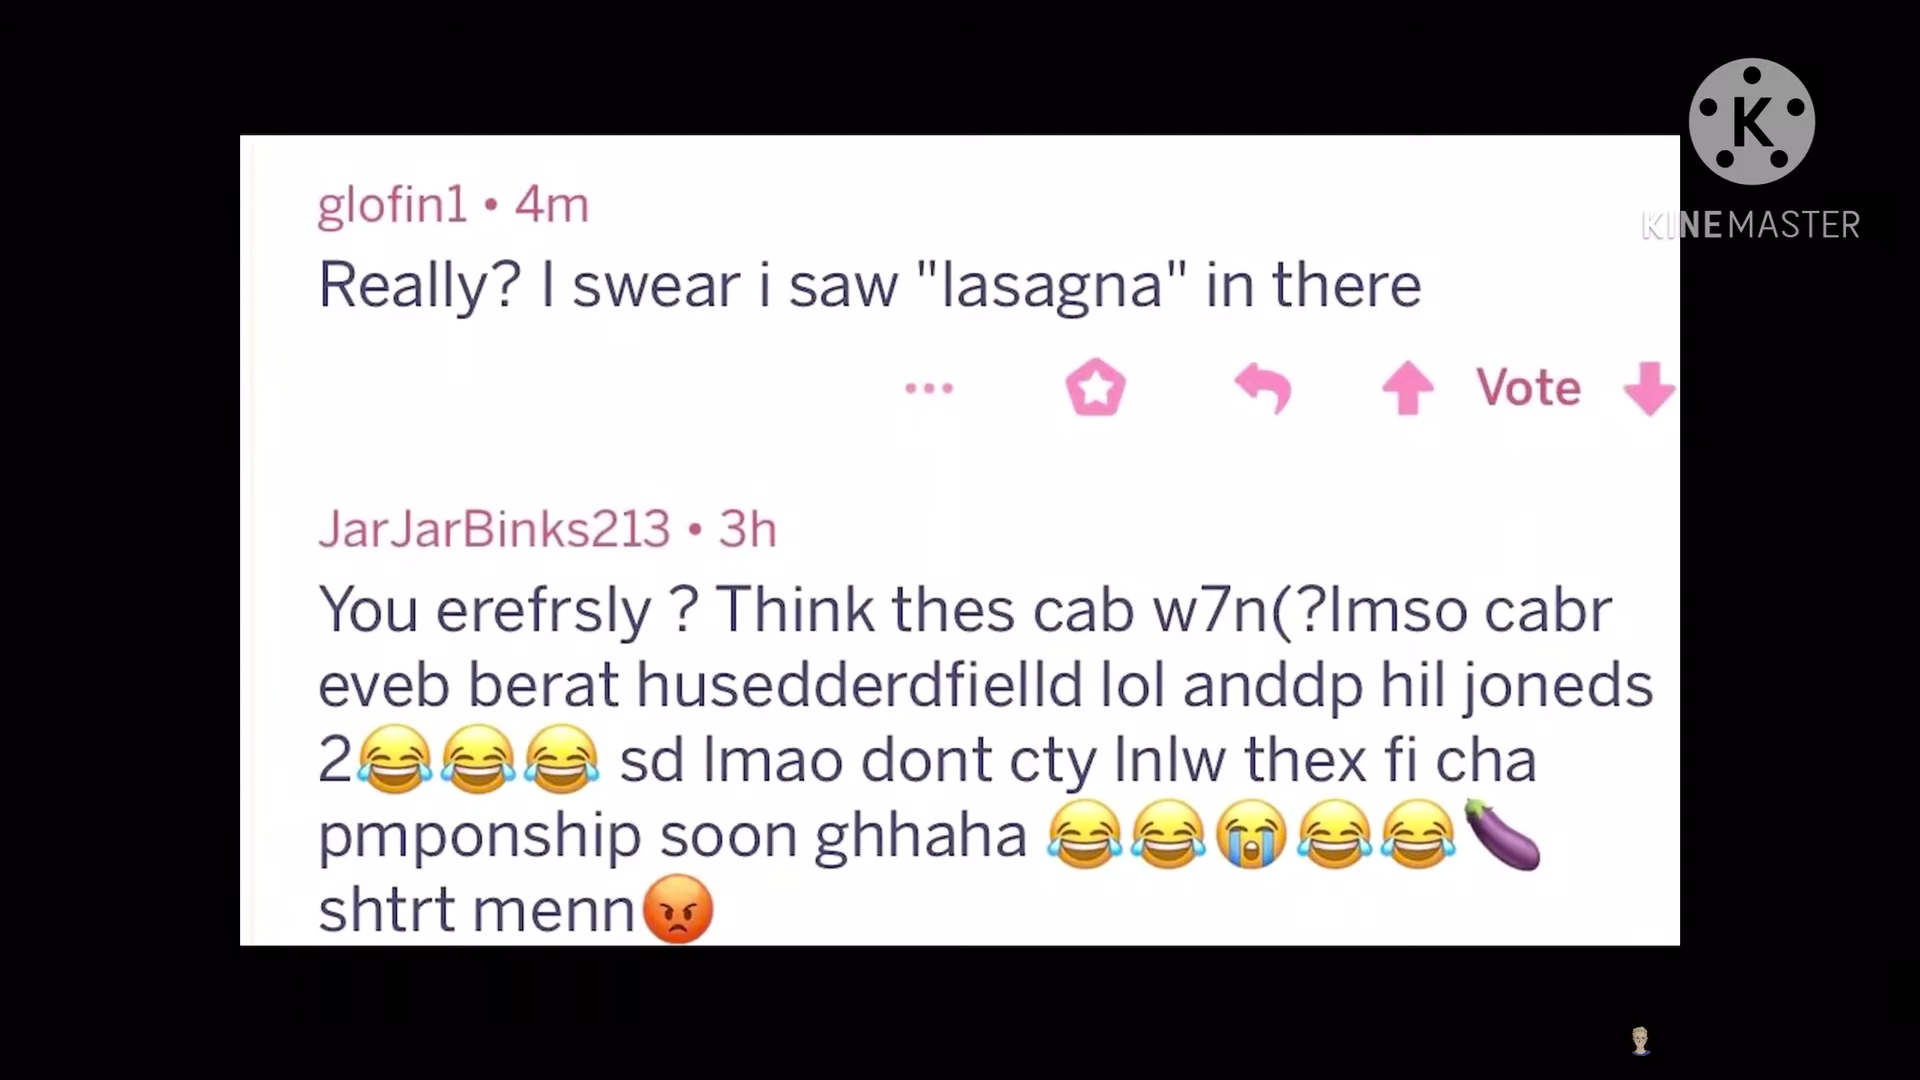 K
KINEMASTER
glofin1 • 4m
Really? I swear i saw "lasagna" in there
... Vote
JarJarBinks213 • 3h
You erefrsly ? Think thes cab w7n(?lmso cabr
eveb berat husedderdfielld lol anddp hil joneds
2😂😂😂 sd lmao dont cty lnlw thex fi cha
pmponship soon ghhaha 😂😂😭😂😂🍆
shtrt menn😡